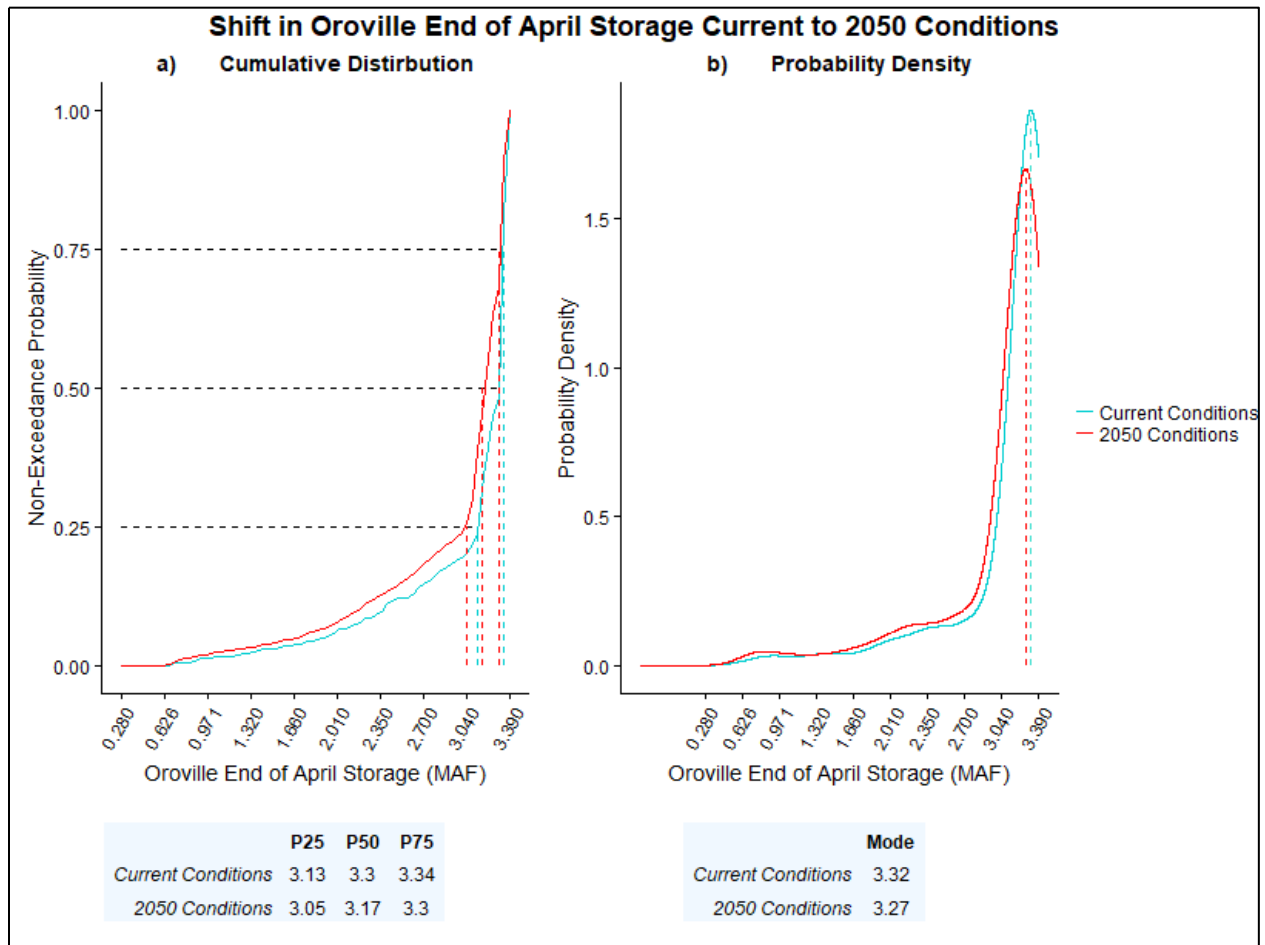 Shift in Oroville End of April Storage Current to 2050 Conditions
a) Cumulative Distirbution
b) Probability Density
Non-Exceedance Probability
1.00
0.75
0.50
0.25
0.00
0.280 0.626 0.971 1.320 1.660 2.010 2.350 2.700 3.040 3.390
Oroville End of April Storage (MAF)
Probability Density
1.5
1.0
0.5
0.0
0.280 0.626 0.971 1.320 1.660 2.010 2.350 2.700 3.040 3.390
Oroville End of April Storage (MAF)
Current Conditions
2050 Conditions
P25 P50 P75
Current Conditions 3.13 3.3 3.34
2050 Conditions 3.05 3.17 3.3
Mode
Current Conditions 3.32
2050 Conditions 3.27